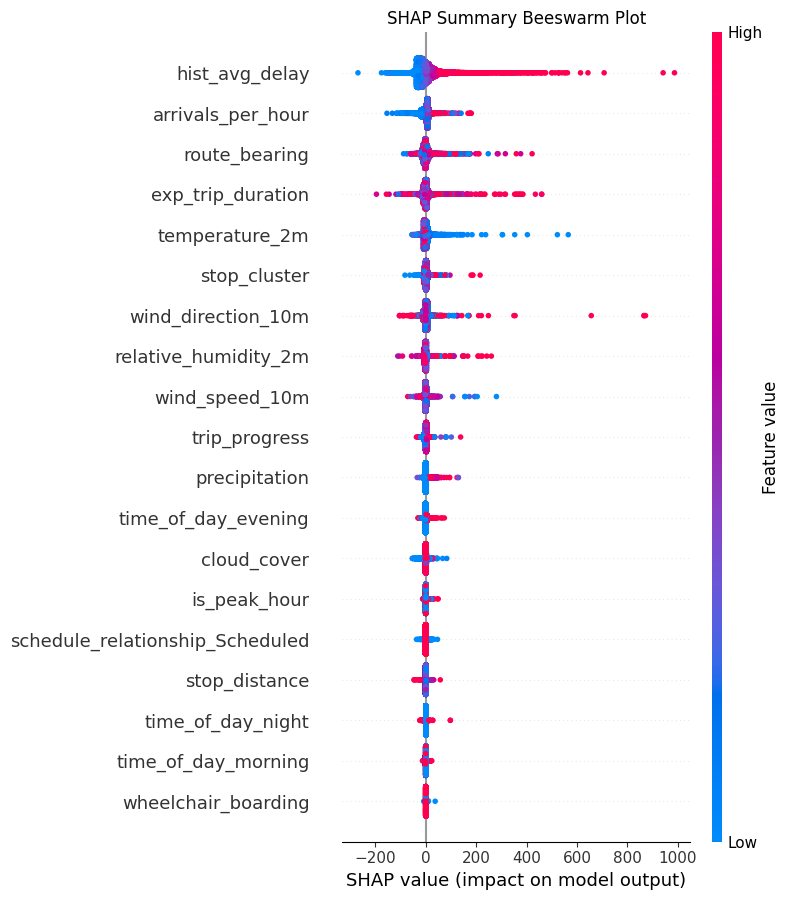 SHAP Summary Beeswarm Plot
High
hist_avg_delay
arrivals_per_hour
route_bearing
exp_trip_duration
temperature_2m
stop_cluster
wind_direction_10m
relative_humidity_2m
wind_speed_10m
trip_progress
precipitation
time_of_day_evening
cloud_cover
is_peak_hour
schedule_relationship_Scheduled
stop_distance
time_of_day_night
time_of_day_morning
wheelchair_boarding
Feature value
Low
−200 0 200 400 600 800 1000
SHAP value (impact on model output)